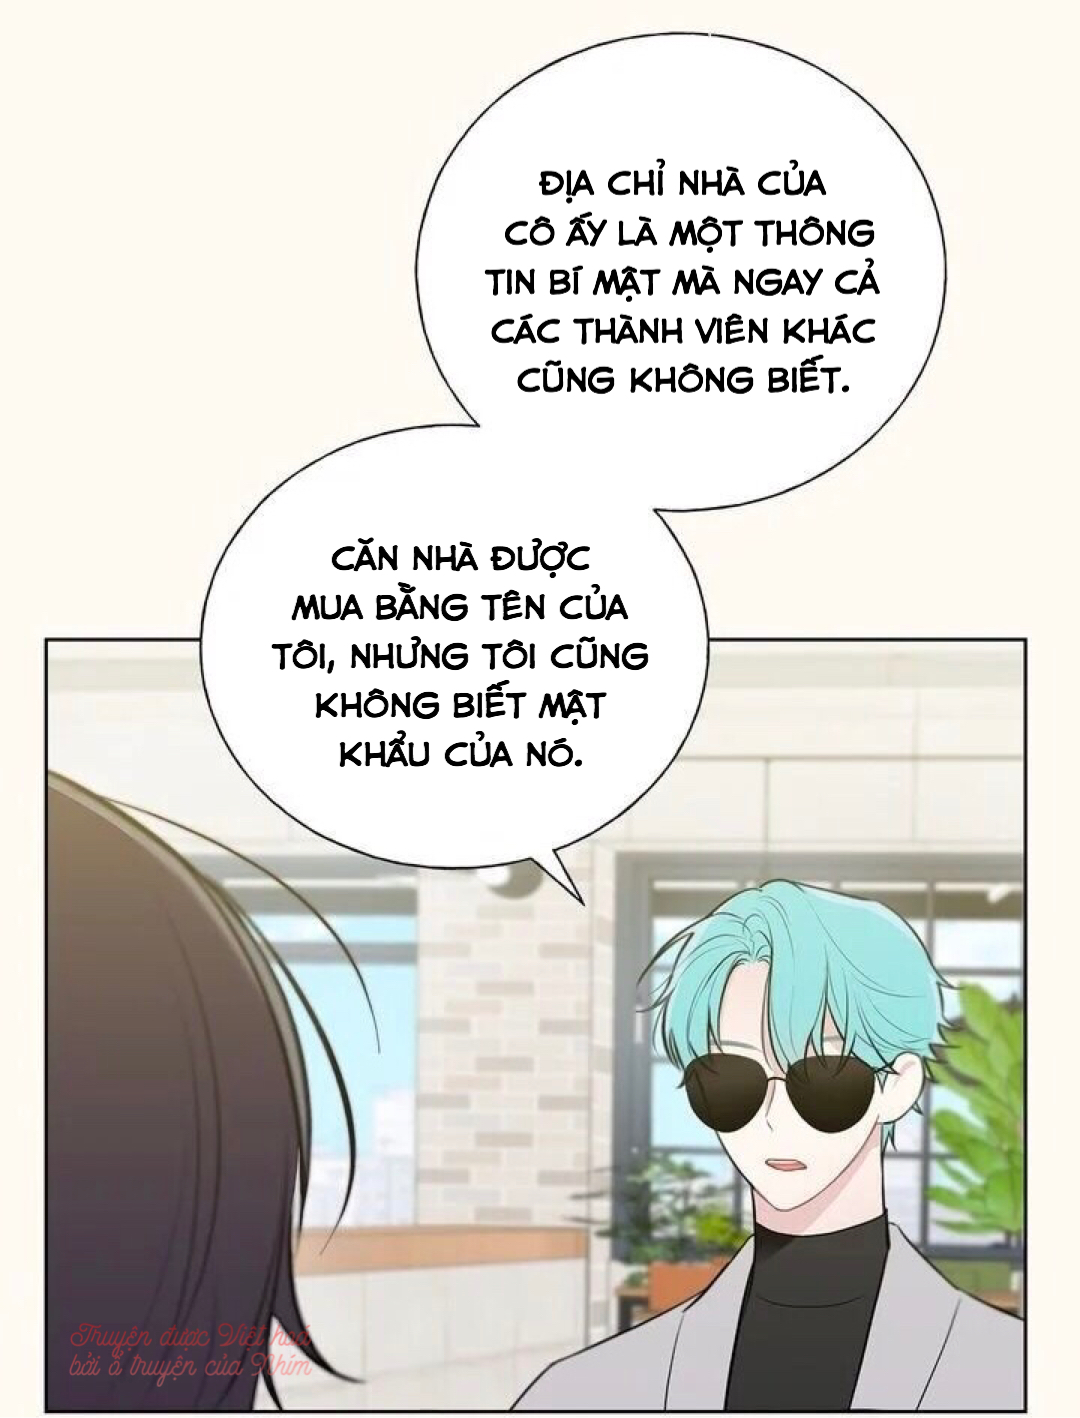 ĐỊA CHỈ NHÀ CỦA
CÔ ẤY LÀ MỘT THÔNG
TIN BÍ MẬT MÀ NGAY CẢ
CÁC THÀNH VIÊN KHÁC
CŨNG KHÔNG BIẾT.
CĂN NHÀ ĐƯỢC
MUA BẰNG TÊN CỦA
TÔI, NHƯNG TÔI CŨNG
KHÔNG BIẾT MẬT
KHẨU CỦA NÓ.
Truyện được Việt hoá
bởi ổ truyện của Nhím